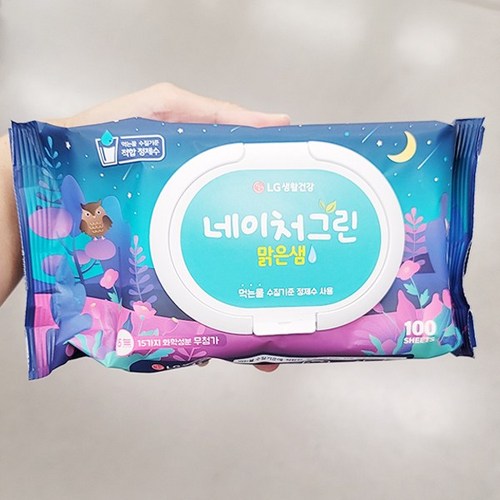 먹는물 수질기준
적합 정제수
LG생활건강
네이처그린
맑은샘
먹는물 수질기준 정제수 사용
15가지 화학성분 무첨가
100
SHEETS